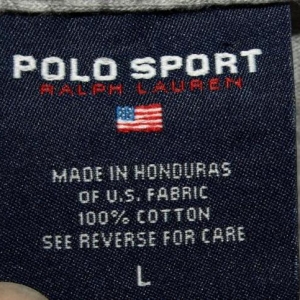 POLO SPORT
RALPH LAUREN
MADE IN HONDURAS
OF U.S. FABRIC
100% COTTON
SEE REVERSE FOR CARE
L